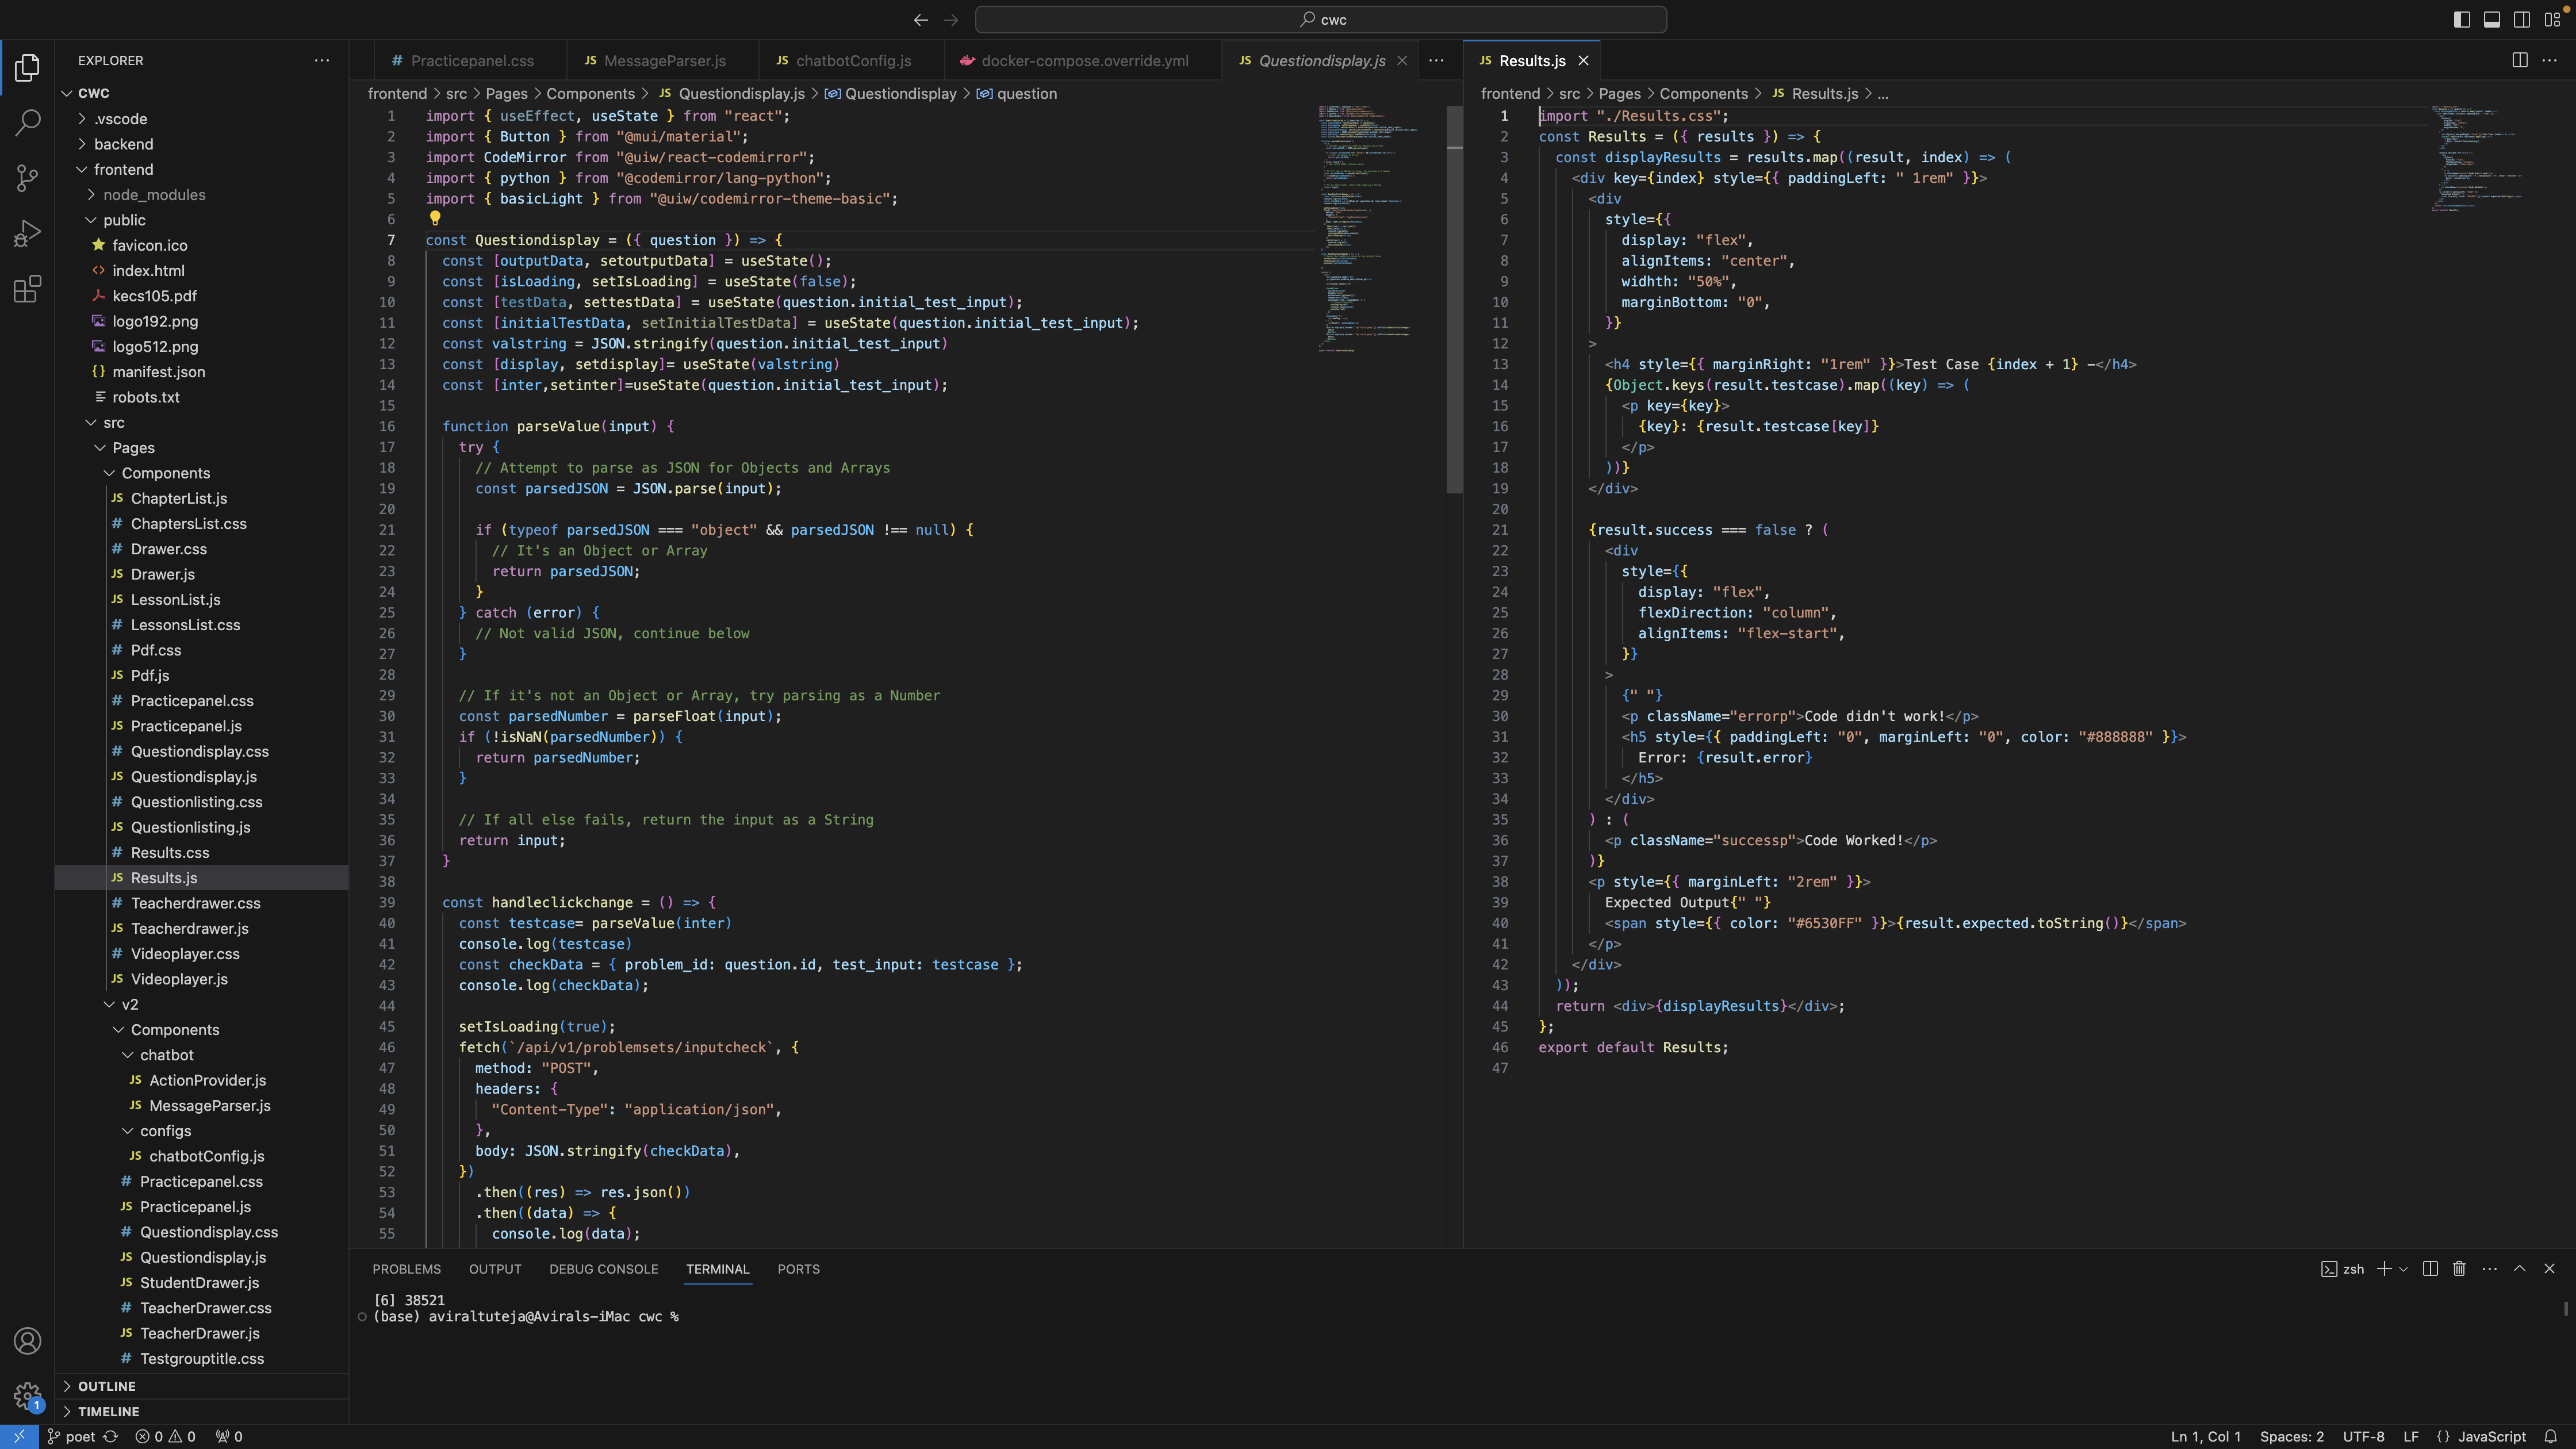 cwc
EXPLORER
CWC
.vscode
backend
frontend
node_modules
public
favicon.ico
index.html
kecs105.pdf
logo192.png
logo512.png
manifest.json
robots.txt
src
Pages
Components
JS ChapterList.js
# ChaptersList.css
# Drawer.css
JS Drawer.js
JS LessonList.js
# LessonsList.css
# Pdf.css
JS Pdf.js
# Practicepanel.css
JS Practicepanel.js
# Questiondisplay.css
JS Questiondisplay.js
# Questionlisting.css
JS Questionlisting.js
# Results.css
JS Results.js
# Teacherdrawer.css
JS Teacherdrawer.js
# Videoplayer.css
JS Videoplayer.js
v2
Components
chatbot
JS ActionProvider.js
JS MessageParser.js
configs
JS chatbotConfig.js
# Practicepanel.css
JS Practicepanel.js
# Questiondisplay.css
JS Questiondisplay.js
JS StudentDrawer.js
# TeacherDrawer.css
JS TeacherDrawer.js
# Testgrouptitle.css
OUTLINE
TIMELINE
1
# Practicepanel.css JS MessageParser.js JS chatbotConfig.js docker-compose.override.yml JS Questiondisplay.js
frontend > src > Pages > Components > JS Questiondisplay.js > Questiondisplay > question
1 import { useEffect, useState } from "react";
2 import { Button } from "@mui/material";
3 import CodeMirror from "@uiw/react-codemirror";
4 import { python } from "@codemirror/lang-python";
5 import { basicLight } from "@uiw/codemirror-theme-basic";
6
7 const Questiondisplay = ({ question }) => {
8 const [outputData, setoutputData] = useState();
9 const [isLoading, setIsLoading] = useState(false);
10 const [testData, settestData] = useState(question.initial_test_input);
11 const [initialTestData, setInitialTestData] = useState(question.initial_test_input);
12 const valstring = JSON.stringify(question.initial_test_input)
13 const [display, setdisplay]= useState(valstring)
14 const [inter,setinter]=useState(question.initial_test_input);
15
16 function parseValue(input) {
17 try {
18 // Attempt to parse as JSON for Objects and Arrays
19 const parsedJSON = JSON.parse(input);
20
21 if (typeof parsedJSON === "object" && parsedJSON !== null) {
22 // It's an Object or Array
23 return parsedJSON;
24 }
25 } catch (error) {
26 // Not valid JSON, continue below
27 }
28
29 // If it's not an Object or Array, try parsing as a Number
30 const parsedNumber = parseFloat(input);
31 if (!isNaN(parsedNumber)) {
32 return parsedNumber;
33 }
34
35 // If all else fails, return the input as a String
36 return input;
37 }
38
39 const handleclickchange = () => {
40 const testcase= parseValue(inter)
41 console.log(testcase)
42 const checkData = { problem_id: question.id, test_input: testcase };
43 console.log(checkData);
44
45 setIsLoading(true);
46 fetch(`/api/v1/problemsets/inputcheck`, {
47 method: "POST",
48 headers: {
49 "Content-Type": "application/json",
50 },
51 body: JSON.stringify(checkData),
52 })
53 .then((res) => res.json())
54 .then((data) => {
55 console.log(data);
JS Results.js
frontend > src > Pages > Components > JS Results.js > ...
1 import "./Results.css";
2 const Results = ({ results }) => {
3 const displayResults = results.map((result, index) => (
4 <div key={index} style={{ paddingLeft: " 1rem" }}>
5 <div
6 style={{
7 display: "flex",
8 alignItems: "center",
9 widhth: "50%",
10 marginBottom: "0",
11 }}
12 >
13 <h4 style={{ marginRight: "1rem" }}>Test Case {index + 1} -</h4>
14 {Object.keys(result.testcase).map((key) => (
15 <p key={key}>
16 {key}: {result.testcase[key]}
17 </p>
18 ))}
19 </div>
20
21 {result.success === false ? (
22 <div
23 style={{
24 display: "flex",
25 flexDirection: "column",
26 alignItems: "flex-start",
27 }}
28 >
29 {" "}
30 <p className="errorp">Code didn't work!</p>
31 <h5 style={{ paddingLeft: "0", marginLeft: "0", color: "#888888" }}>
32 Error: {result.error}
33 </h5>
34 </div>
35 ) : (
36 <p className="successp">Code Worked!</p>
37 )}
38 <p style={{ marginLeft: "2rem" }}>
39 Expected Output{" "}
40 <span style={{ color: "#6530FF" }}>{result.expected.toString()}</span>
41 </p>
42 </div>
43 ));
44 return <div>{displayResults}</div>;
45 };
46 export default Results;
47
PROBLEMS OUTPUT DEBUG CONSOLE TERMINAL PORTS
zsh
[6] 38521
(base) aviraltuteja@Avirals-iMac cwc %
poet 0 0 0
Ln 1, Col 1 Spaces: 2 UTF-8 LF {} JavaScript